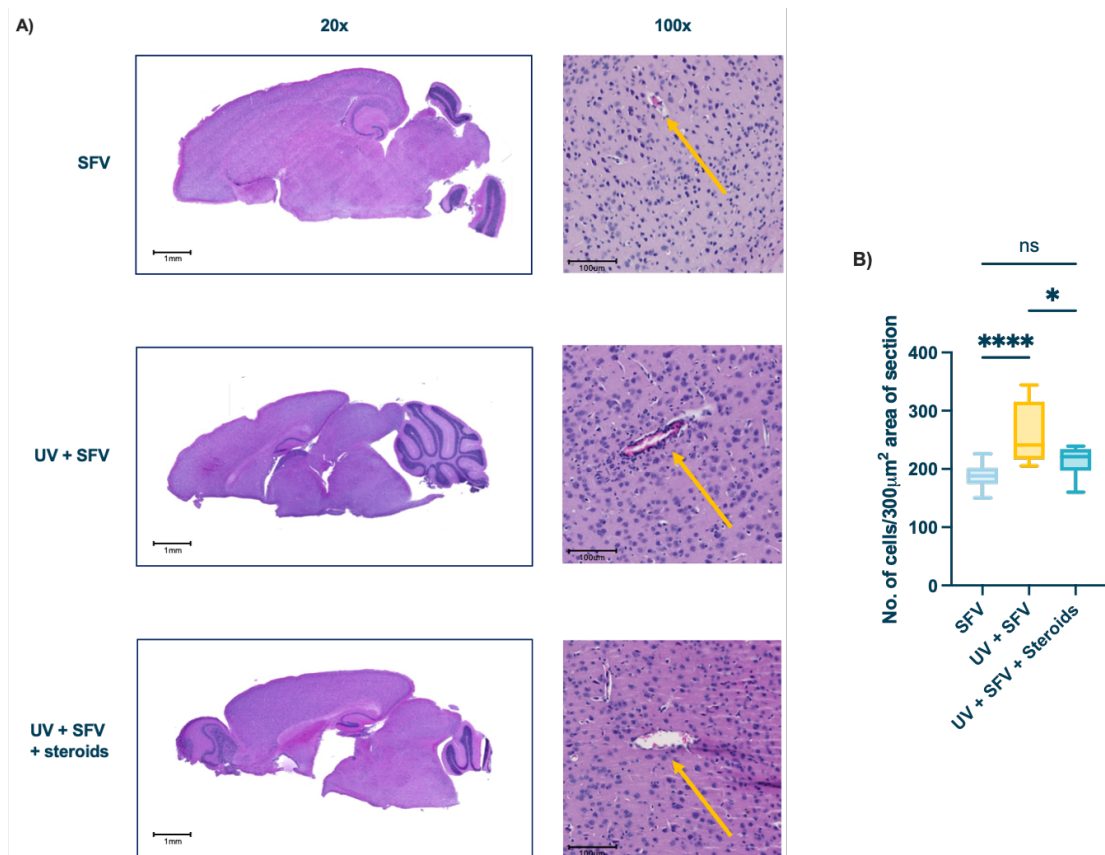 A)
20x
100x
SFV
1mm
100um
UV + SFV
1mm
100um
UV + SFV
+ steroids
1mm
100um
B)
ns
*
****
No. of cells/300µm² area of section
400
300
200
100
0
SFV
UV + SFV
UV + SFV + Steroids